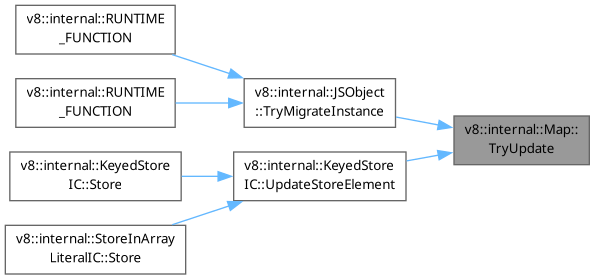 v8::internal::RUNTIME
_FUNCTION
v8::internal::RUNTIME
_FUNCTION
v8::internal::KeyedStore
IC::Store
v8::internal::StoreInArray
LiteralIC::Store
v8::internal::JSObject
::TryMigrateInstance
v8::internal::KeyedStore
IC::UpdateStoreElement
v8::internal::Map::
TryUpdate